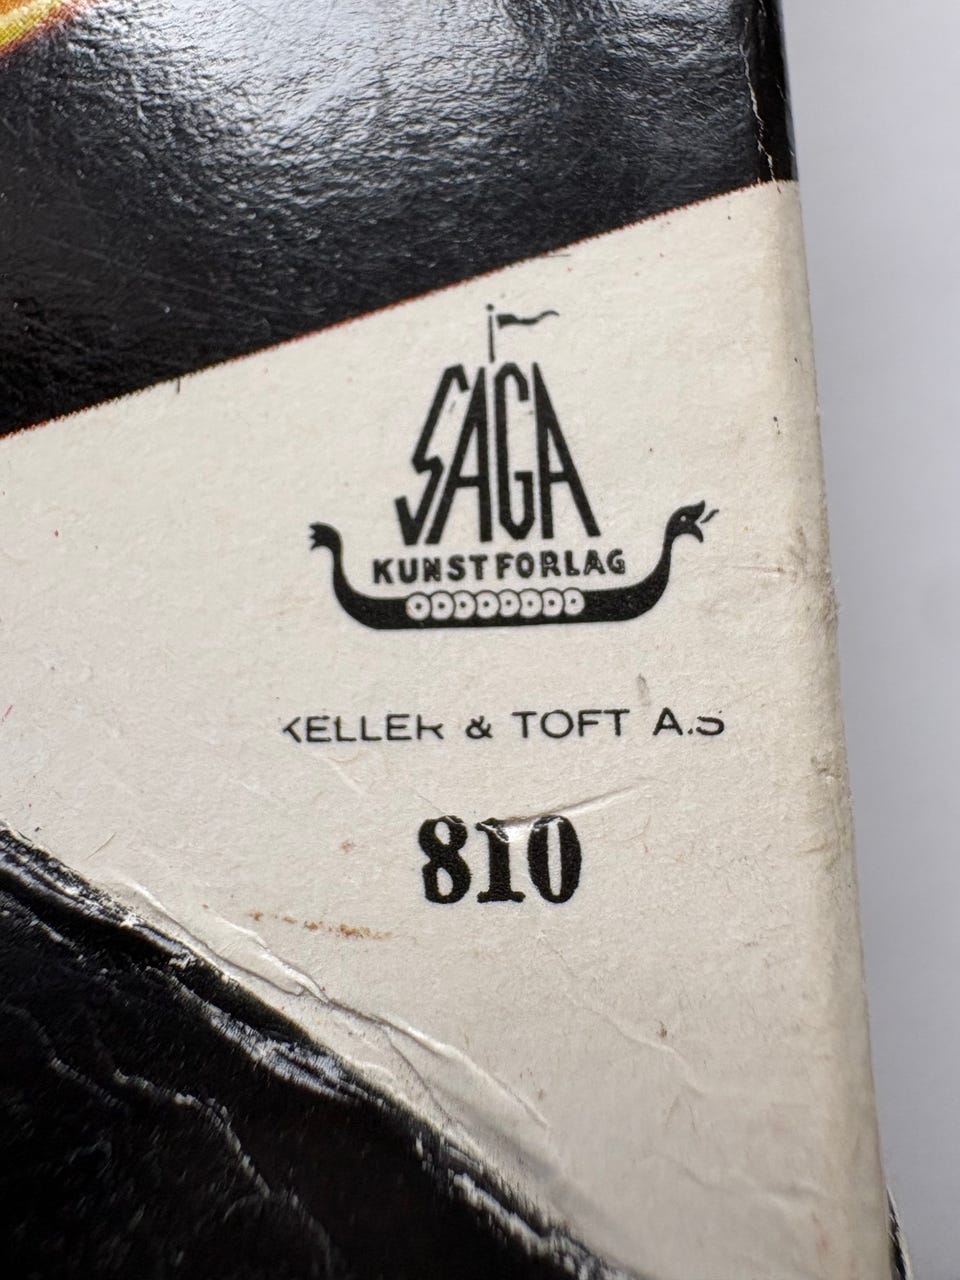 SAGA
KUNSTFORLAG
KELLER & TOFT A.S
810